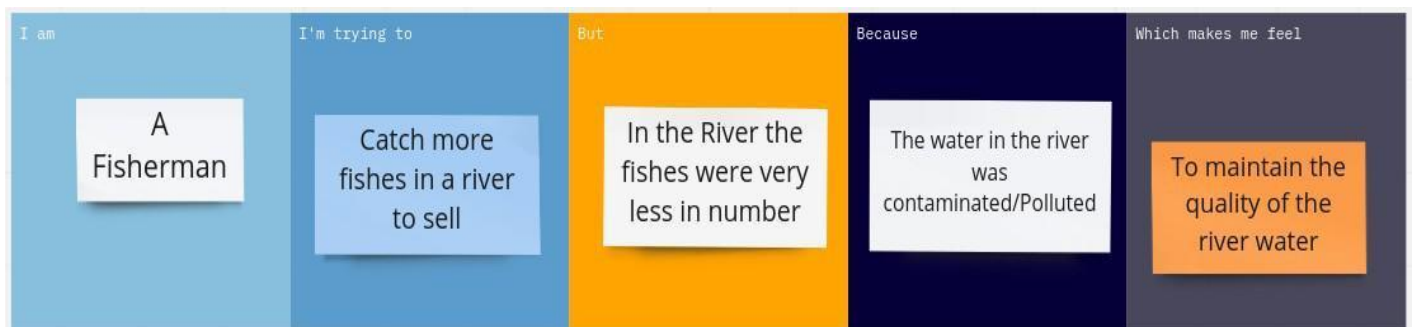 I am
A
Fisherman
I'm trying to
Catch more
fishes in a river
to sell
But
In the River the
fishes were very
less in number
Because
The water in the river
was
contaminated/Polluted
Which makes me feel
To maintain the
quality of the
river water